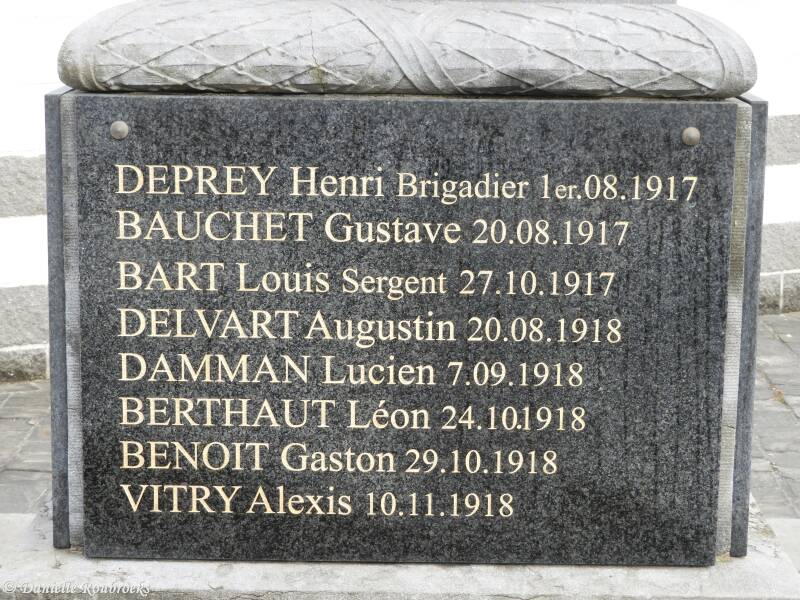 DEPREY Henri Brigadier 1er.08.1917
BAUCHET Gustave 20.08.1917
BART Louis Sergent 27.10.1917
DELVART Augustin 20.08.1918
DAMMAN Lucien 7.09.1918
BERTHAUT Léon 24.10.1918
BENOIT Gaston 29.10.1918
VITRY Alexis 10.11.1918
© Danielle Roubroeks